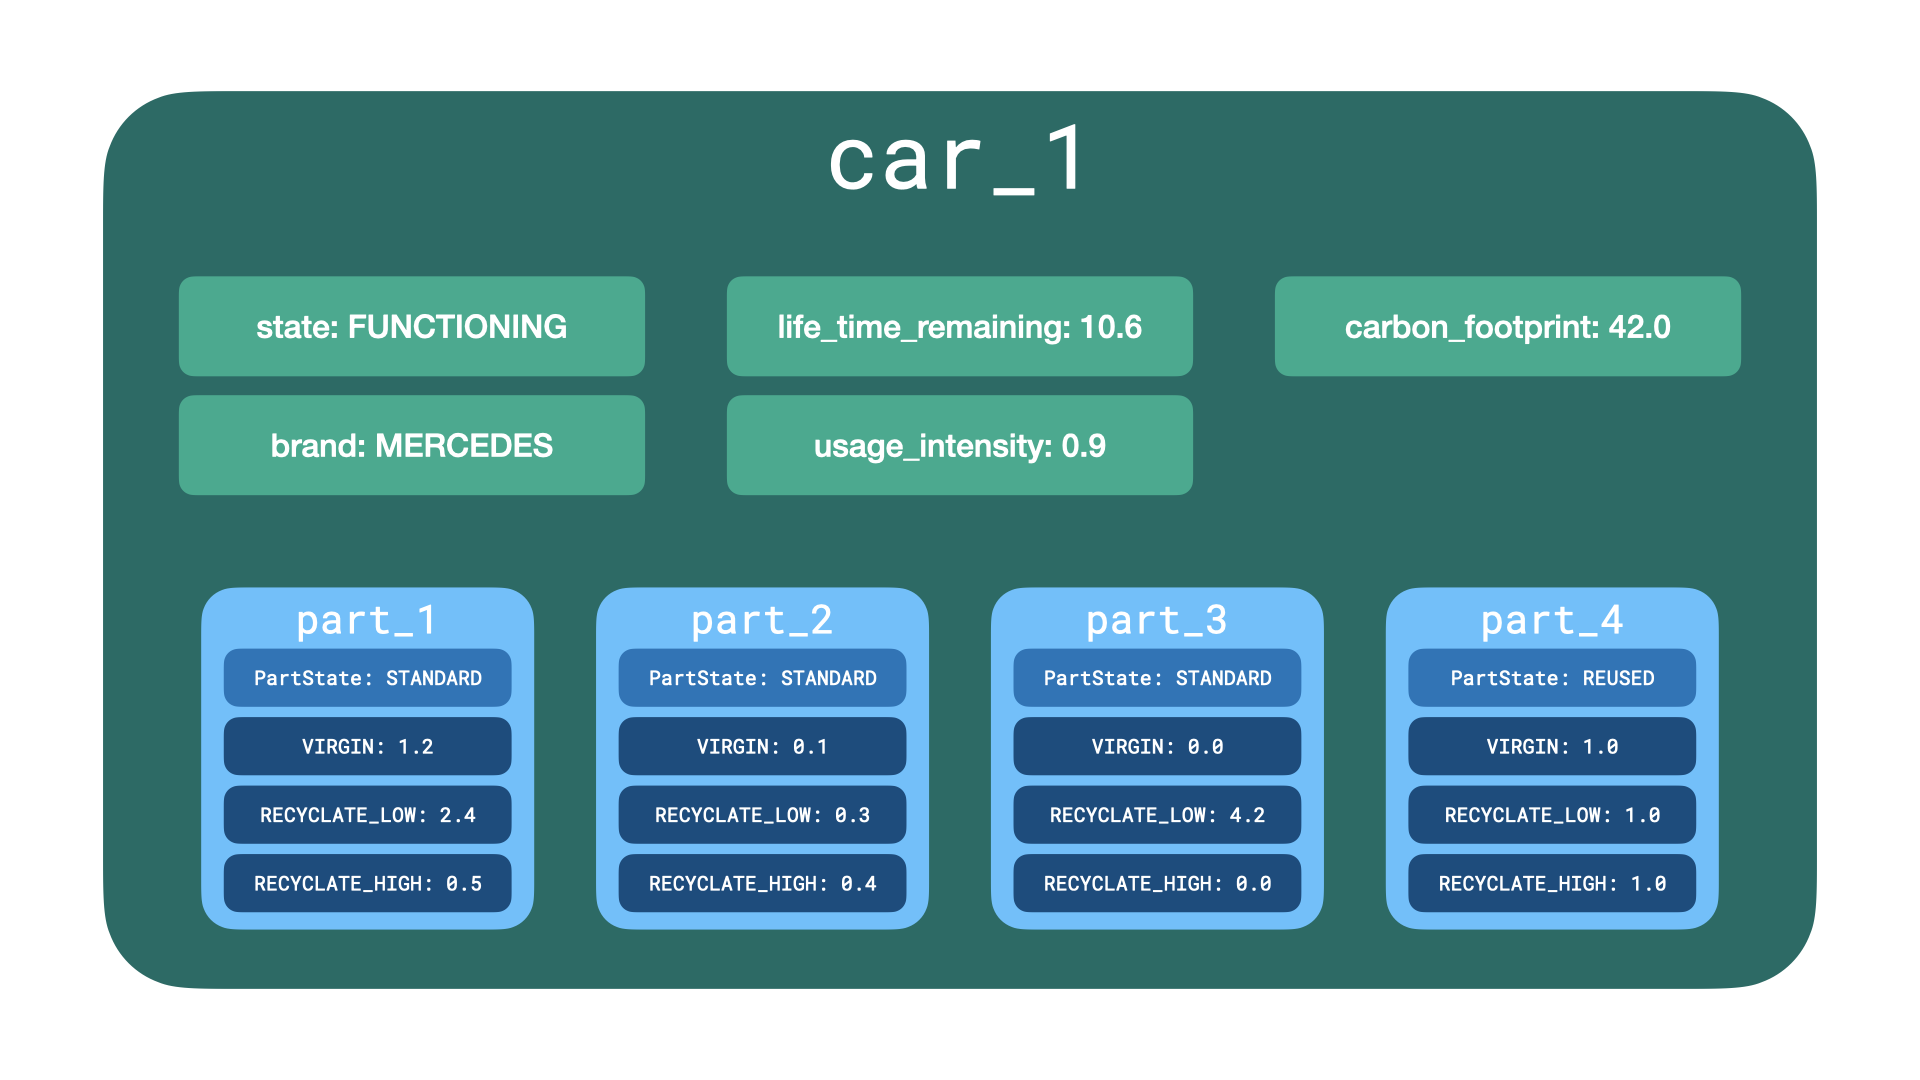 car_1
state: FUNCTIONING
life_time_remaining: 10.6
carbon_footprint: 42.0
brand: MERCEDES
usage_intensity: 0.9
part_1
PartState: STANDARD
VIRGIN: 1.2
RECYCLATE_LOW: 2.4
RECYCLATE_HIGH: 0.5
part_2
PartState: STANDARD
VIRGIN: 0.1
RECYCLATE_LOW: 0.3
RECYCLATE_HIGH: 0.4
part_3
PartState: STANDARD
VIRGIN: 0.0
RECYCLATE_LOW: 4.2
RECYCLATE_HIGH: 0.0
part_4
PartState: REUSED
VIRGIN: 1.0
RECYCLATE_LOW: 1.0
RECYCLATE_HIGH: 1.0